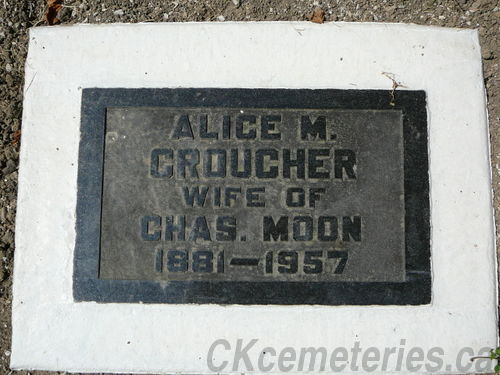 ALICE M.
CROUCHER
WIFE OF
CHAS. MOON
1881—1957
CKcemeteries.ca